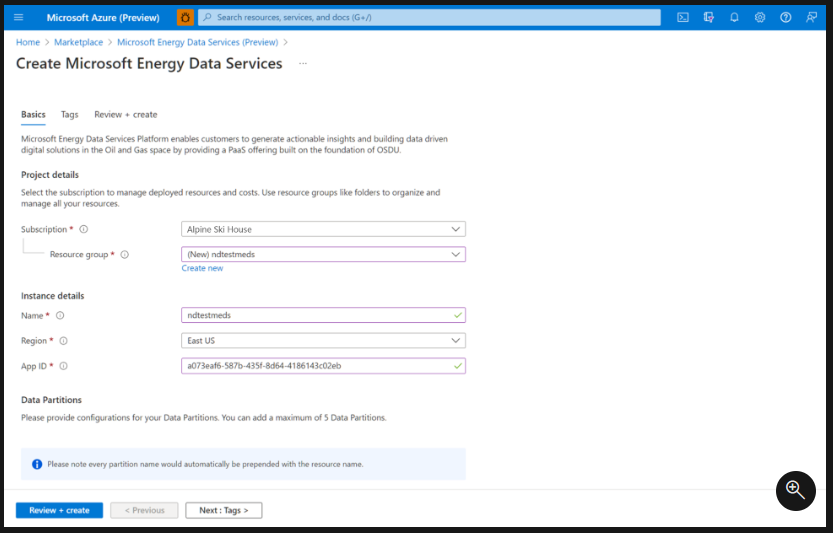 Microsoft Azure (Preview)
Search resources, services, and docs (G+/)
Home > Marketplace > Microsoft Energy Data Services (Preview) >
Create Microsoft Energy Data Services ...
Basics Tags Review + create
Microsoft Energy Data Services Platform enables customers to generate actionable insights and building data driven
digital solutions in the Oil and Gas space by providing a PaaS offering built on the foundation of OSDU.
Project details
Select the subscription to manage deployed resources and costs. Use resource groups like folders to organize and
manage all your resources.
Subscription * Alpine Ski House
Resource group * (New) ndtestmeds
Create new
Instance details
Name * ndtestmeds
Region * East US
App ID * a073eaf6-587b-435f-8d64-4186143c02eb
Data Partitions
Please provide configurations for your Data Partitions. You can add a maximum of 5 Data Partitions.
Please note every partition name would automatically be prepended with the resource name.
Review + create < Previous Next : Tags >